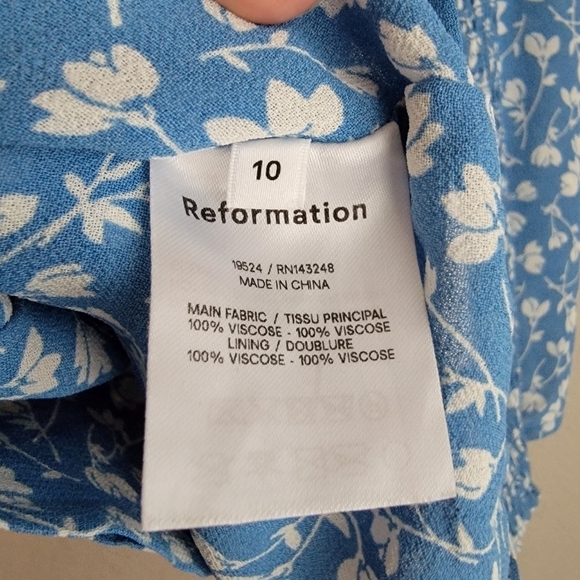 10
Reformation
19524 / RN143248
MADE IN CHINA
MAIN FABRIC / TISSU PRINCIPAL
100% VISCOSE - 100% VISCOSE
LINING / DOUBLURE
100% VISCOSE - 100% VISCOSE